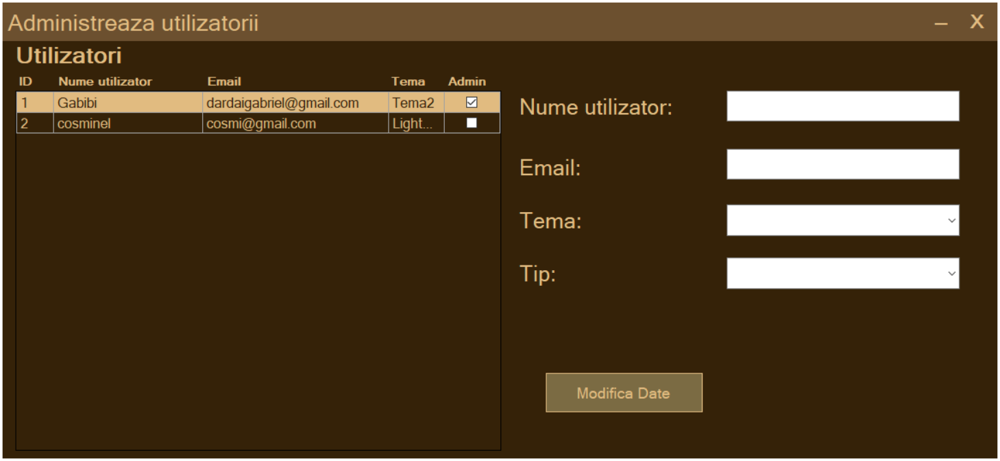 Administreaza utilizatorii – X
Utilizatori
ID Nume utilizator Email Tema Admin
1 Gabibi dardaigabriel@gmail.com Tema2
2 cosminel cosmi@gmail.com Light...
Nume utilizator:
Email:
Tema:
Tip:
Modifica Date